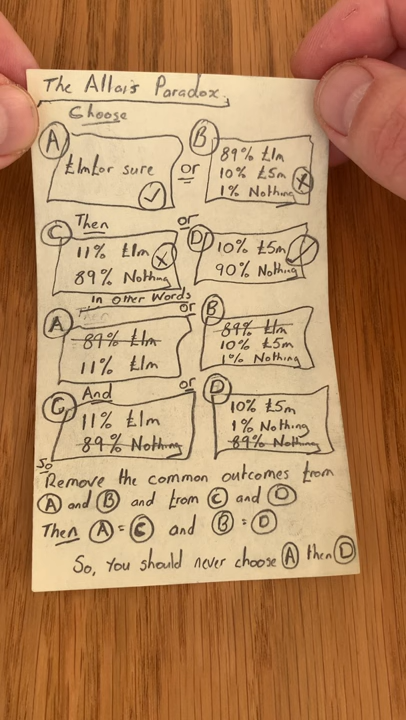 The Allais Paradox.
Choose
A £1m for sure ✓
or
B 89% £1m
10% £5m
1% Nothing X
Then
C 11% £1m X
89% Nothing
or
D 10% £5m ✓
90% Nothing
in Other Words
A 89% £1m
11% £1m
or
B 89% £1m
10% £5m
1% Nothing
And
C 11% £1m
89% Nothing
or
D 10% £5m
1% Nothing
89% Nothing
So
Remove the common outcomes from
A and B and from C and D
Then A = C and B = D
So, you should never choose A then D